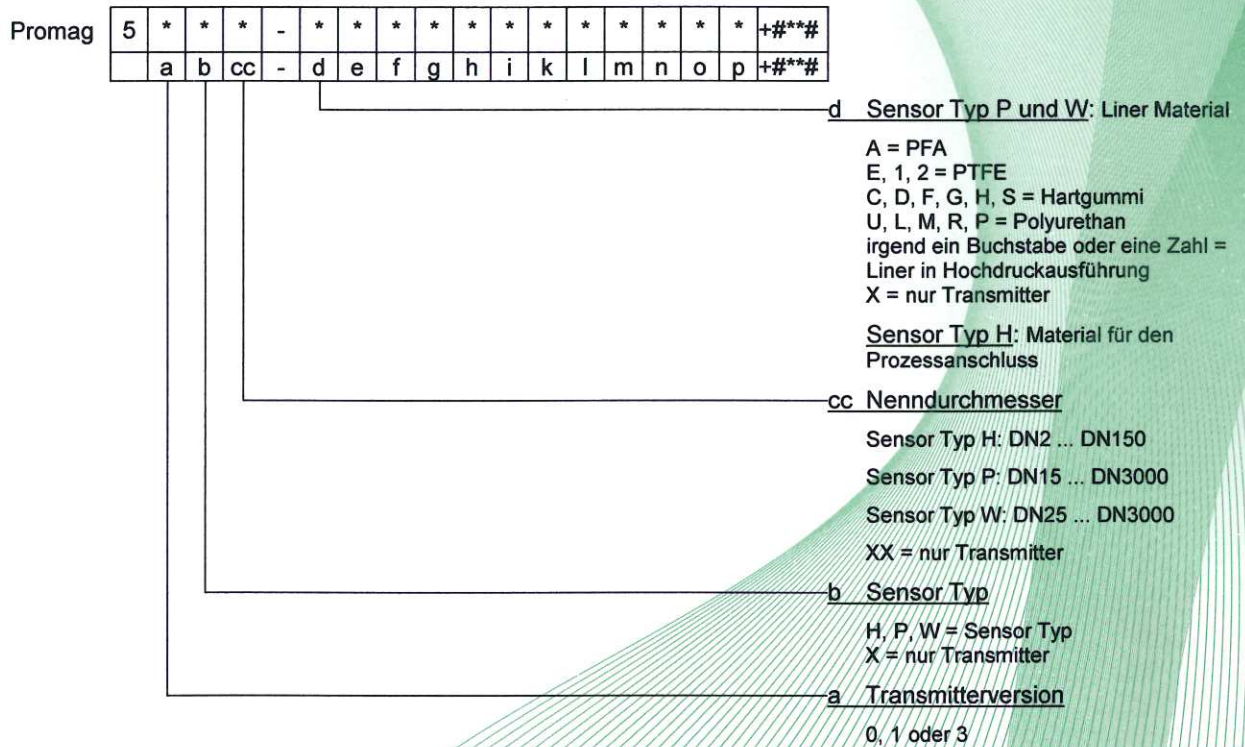 Promag 5 * * * - * * * * * * * * * * * * +#**#
a b cc - d e f g h i k l m n o p +#**#
d Sensor Typ P und W: Liner Material
A = PFA
E, 1, 2 = PTFE
C, D, F, G, H, S = Hartgummi
U, L, M, R, P = Polyurethan
irgend ein Buchstabe oder eine Zahl =
Liner in Hochdruckausführung
X = nur Transmitter
Sensor Typ H: Material für den
Prozessanschluss
cc Nenndurchmesser
Sensor Typ H: DN2 ... DN150
Sensor Typ P: DN15 ... DN3000
Sensor Typ W: DN25 ... DN3000
XX = nur Transmitter
b Sensor Typ
H, P, W = Sensor Typ
X = nur Transmitter
a Transmitterversion
0, 1 oder 3